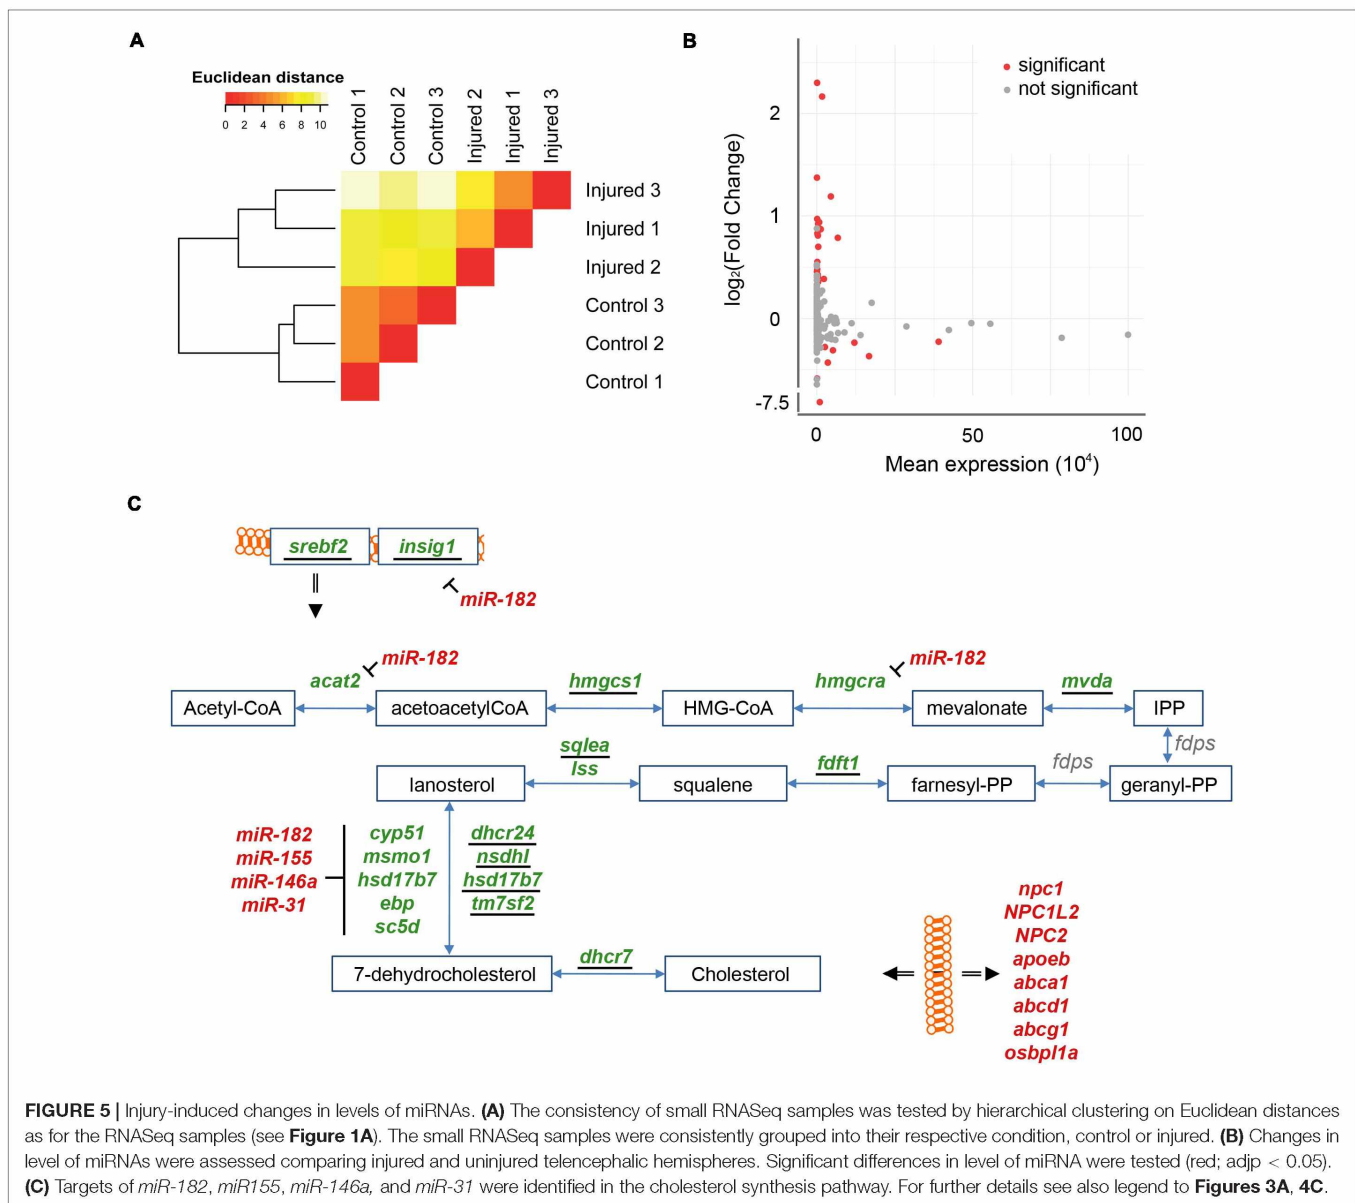 A
Euclidean distance
0 2 4 6 8 10
Control 1
Control 2
Control 3
Injured 2
Injured 1
Injured 3
Injured 3
Injured 1
Injured 2
Control 3
Control 2
Control 1
B
significant
not significant
log₂(Fold Change)
2
1
0
-7.5
0 50 100
Mean expression (10⁴)
C
srebf2 insig1
miR-182
miR-182 miR-182
acat2 hmgcs1 hmgcra mvda
Acetyl-CoA acetoacetylCoA HMG-CoA mevalonate IPP
fdps
sqlea
lss fdft1 fdps
lanosterol squalene farnesyl-PP geranyl-PP
miR-182 cyp51 dhcr24
miR-155 msmo1 nsdhl
miR-146a hsd17b7 hsd17b7
miR-31 ebp tm7sf2
sc5d
dhcr7
7-dehydrocholesterol Cholesterol
npc1
NPC1L2
NPC2
apoeb
abca1
abcd1
abcg1
osbpl1a
FIGURE 5 | Injury-induced changes in levels of miRNAs. (A) The consistency of small RNASeq samples was tested by hierarchical clustering on Euclidean distances
as for the RNASeq samples (see Figure 1A). The small RNASeq samples were consistently grouped into their respective condition, control or injured. (B) Changes in
level of miRNAs were assessed comparing injured and uninjured telencephalic hemispheres. Significant differences in level of miRNA were tested (red; adjp < 0.05).
(C) Targets of miR-182, miR155, miR-146a, and miR-31 were identified in the cholesterol synthesis pathway. For further details see also legend to Figures 3A, 4C.